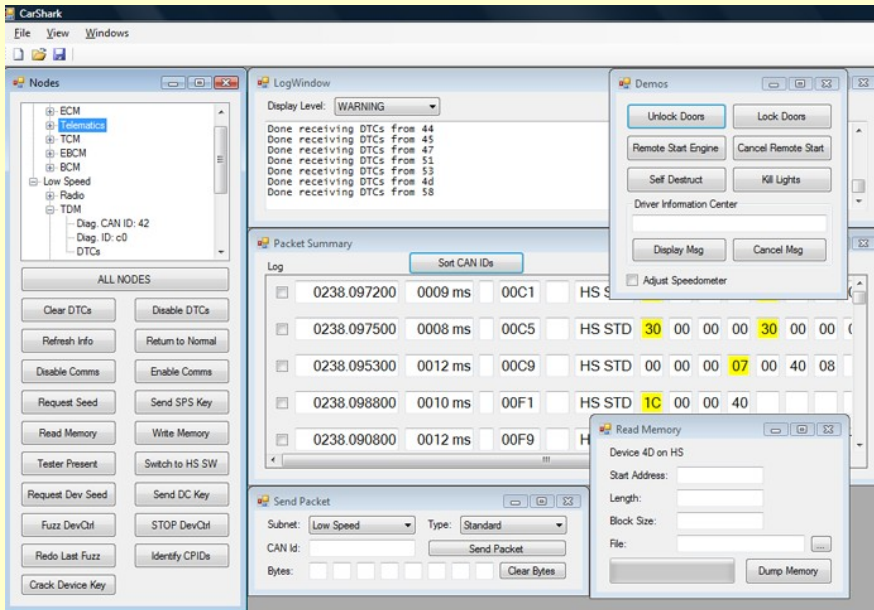 CarShark
File View Windows
Nodes
ECM
Telematics
TCM
EBCM
BCM
Low Speed
Radio
TDM
Diag. CAN ID: 42
Diag. ID: c0
DTCs
ALL NODES
Clear DTCs Disable DTCs
Refresh Info Return to Normal
Disable Comms Enable Comms
Request Seed Send SPS Key
Read Memory Write Memory
Tester Present Switch to HS SW
Request Dev Seed Send DC Key
Fuzz DevCtrl STOP DevCtrl
Redo Last Fuzz Identify CPIDs
Crack Device Key
LogWindow
Display Level: WARNING
Done receiving DTCs from 44
Done receiving DTCs from 45
Done receiving DTCs from 47
Done receiving DTCs from 51
Done receiving DTCs from 53
Done receiving DTCs from 4d
Done receiving DTCs from 58
Demos
Unlock Doors Lock Doors
Remote Start Engine Cancel Remote Start
Self Destruct Kill Lights
Driver Information Center
Display Msg Cancel Msg
Adjust Speedometer
Packet Summary
Log Sort CAN IDs
0238.097200 0009 ms 00C1 HS
0238.097500 0008 ms 00C5 HS STD 30 00 00 00 30 00 00
0238.095300 0012 ms 00C9 HS STD 00 00 00 07 00 40 08
0238.098800 0010 ms 00F1 HS STD 1C 00 00 40
0238.090800 0012 ms 00F9
Send Packet
Subnet: Low Speed Type: Standard
CAN Id: Send Packet
Bytes: Clear Bytes
Read Memory
Device 4D on HS
Start Address:
Length:
Block Size:
File: ...
Dump Memory